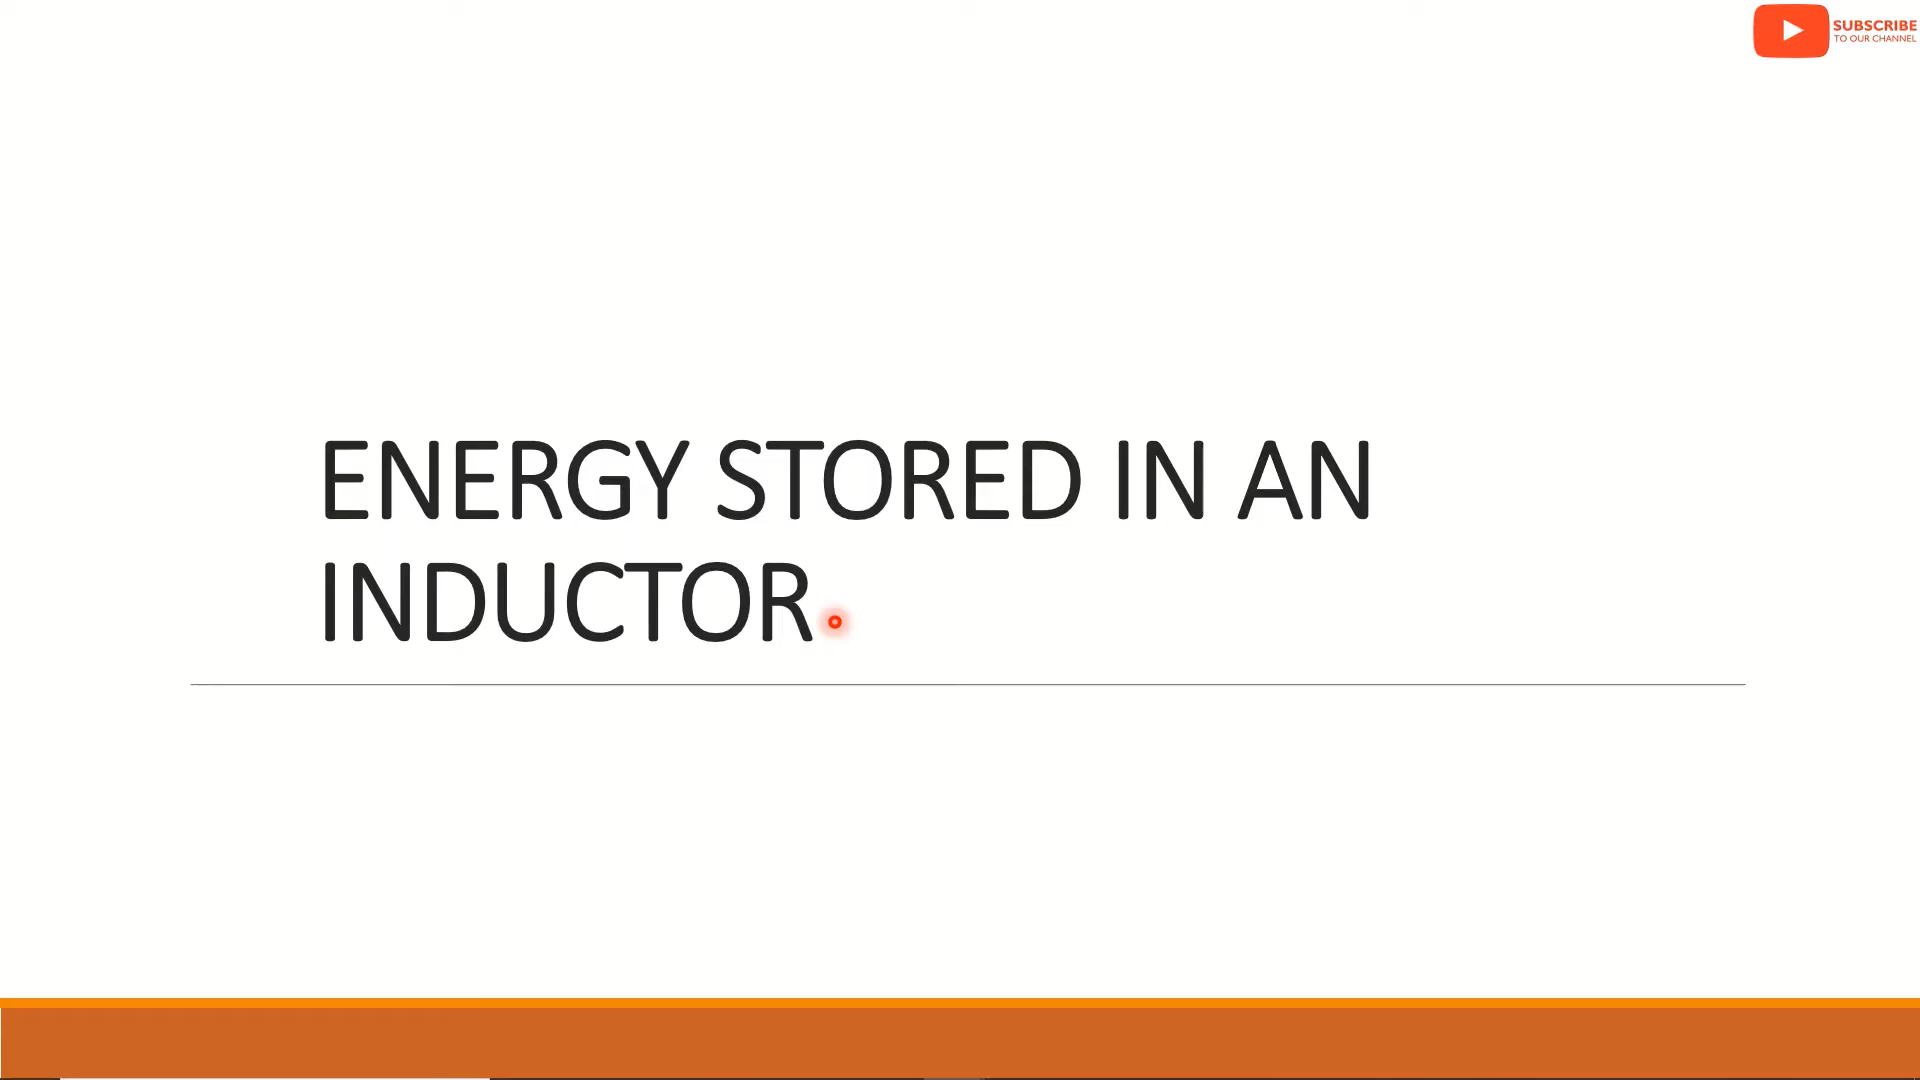 SUBSCRIBE
TO OUR CHANNEL
ENERGY STORED IN AN
INDUCTOR